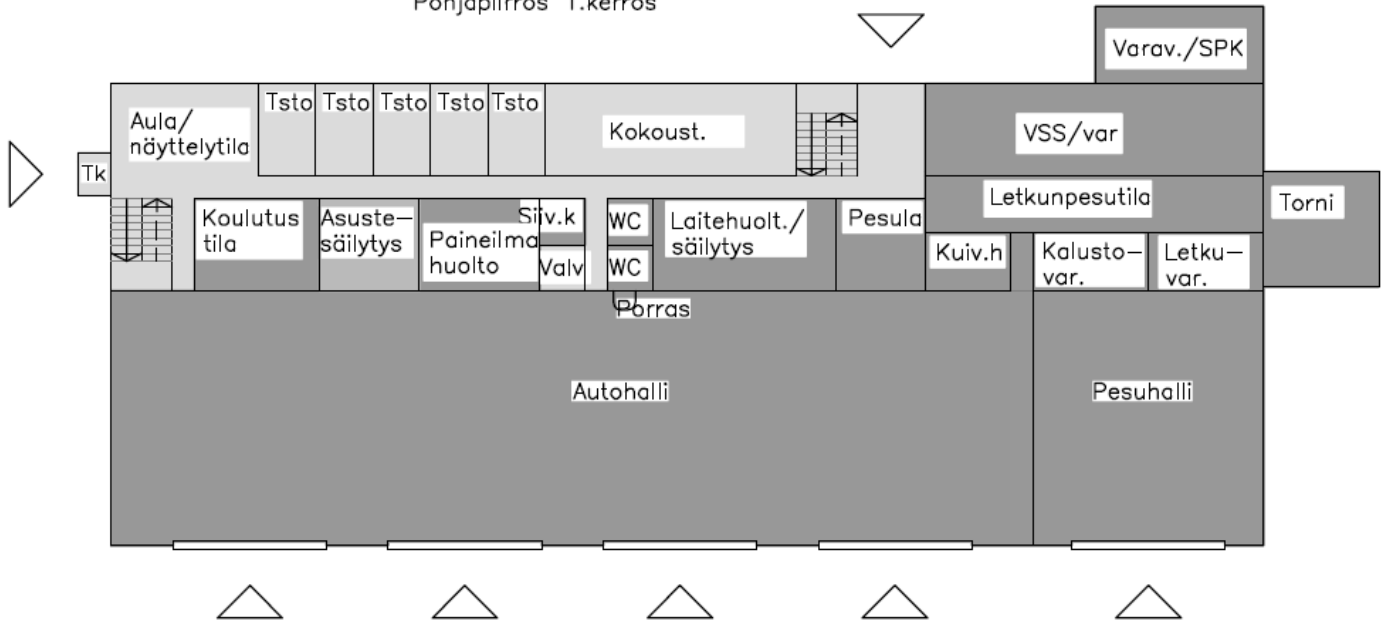 Pohjapiirros 1.kerros
Varav./SPK
Tsto Tsto Tsto Tsto Tsto
Aula/
näyttelytila
Kokoust.
VSS/var
Tk
Letkunpesutila
Torni
Koulutus
tila
Asuste-
säilytys
Paineilma
huolto
Siiv.k
Valv
WC
WC
Laitehuolt./
säilytys
Pesula
Kuiv.h
Kalusto-
var.
Letku-
var.
Porras
Autohalli
Pesuhalli